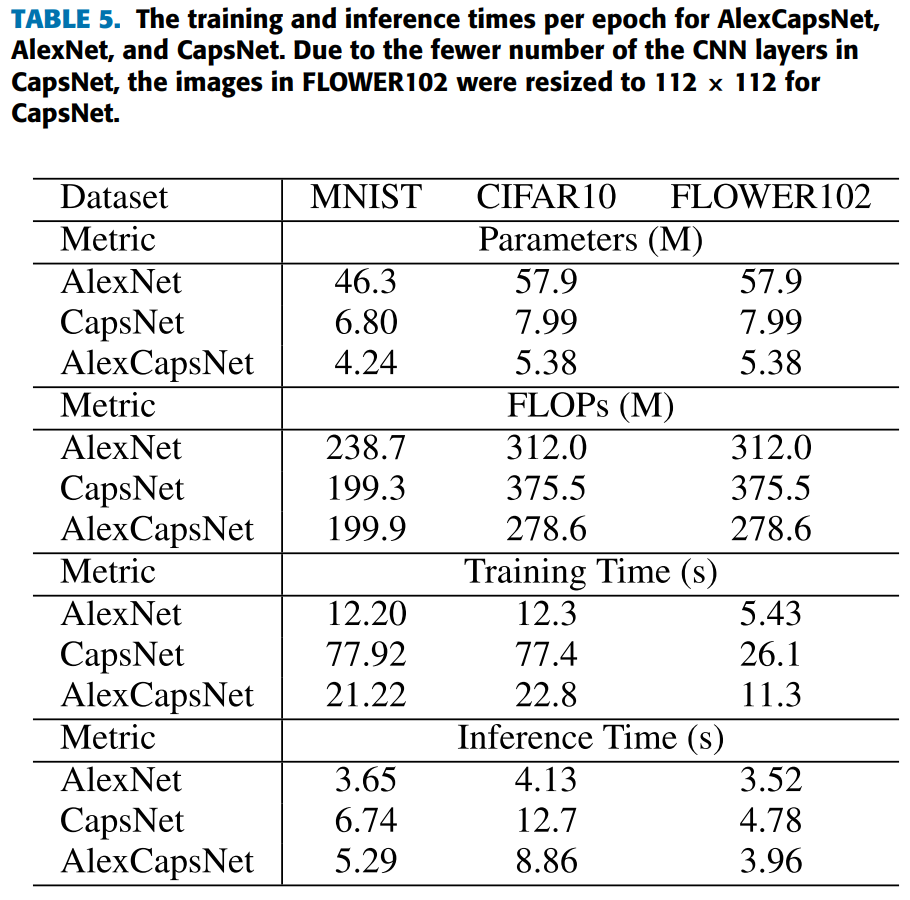 TABLE 5. The training and inference times per epoch for AlexCapsNet,
AlexNet, and CapsNet. Due to the fewer number of the CNN layers in
CapsNet, the images in FLOWER102 were resized to 112 × 112 for
CapsNet.
Dataset MNIST CIFAR10 FLOWER102
Metric Parameters (M)
AlexNet 46.3 57.9 57.9
CapsNet 6.80 7.99 7.99
AlexCapsNet 4.24 5.38 5.38
Metric FLOPs (M)
AlexNet 238.7 312.0 312.0
CapsNet 199.3 375.5 375.5
AlexCapsNet 199.9 278.6 278.6
Metric Training Time (s)
AlexNet 12.20 12.3 5.43
CapsNet 77.92 77.4 26.1
AlexCapsNet 21.22 22.8 11.3
Metric Inference Time (s)
AlexNet 3.65 4.13 3.52
CapsNet 6.74 12.7 4.78
AlexCapsNet 5.29 8.86 3.96